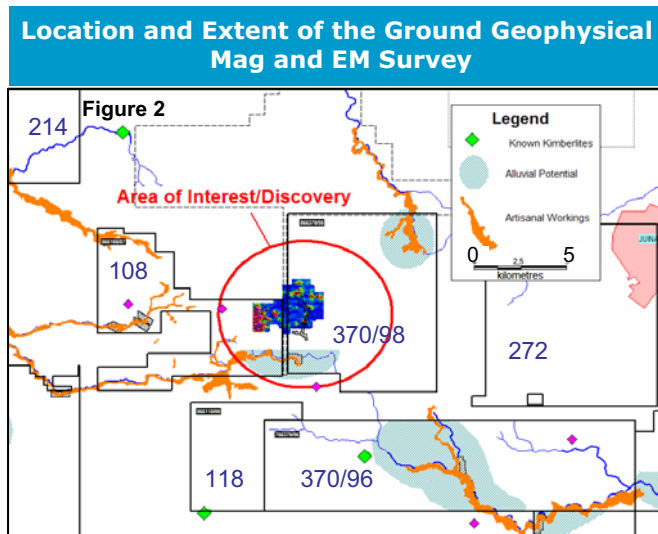 Location and Extent of the Ground Geophysical
Mag and EM Survey
Figure 2
214
Legend
Known Kimberlites
Alluvial Potential
Artisanal Workings
0 5
2,5
kilometres
Area of Interest/Discovery
108
370/98
272
JUINA
118
370/96